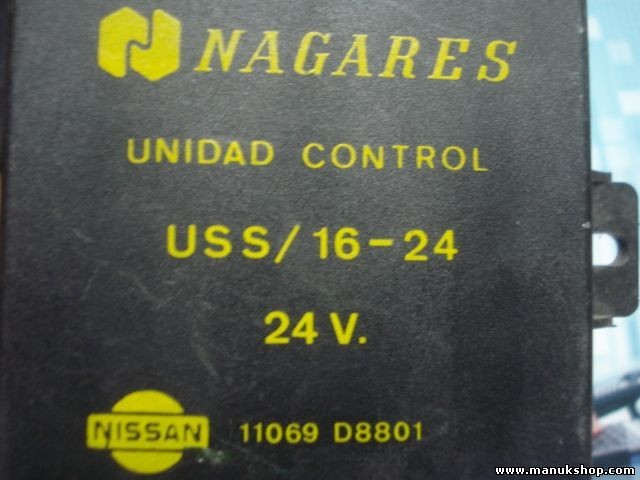 NAGARES
UNIDAD CONTROL
USS/16-24
24 V.
NISSAN 11069 D8801
www.manukshop.com